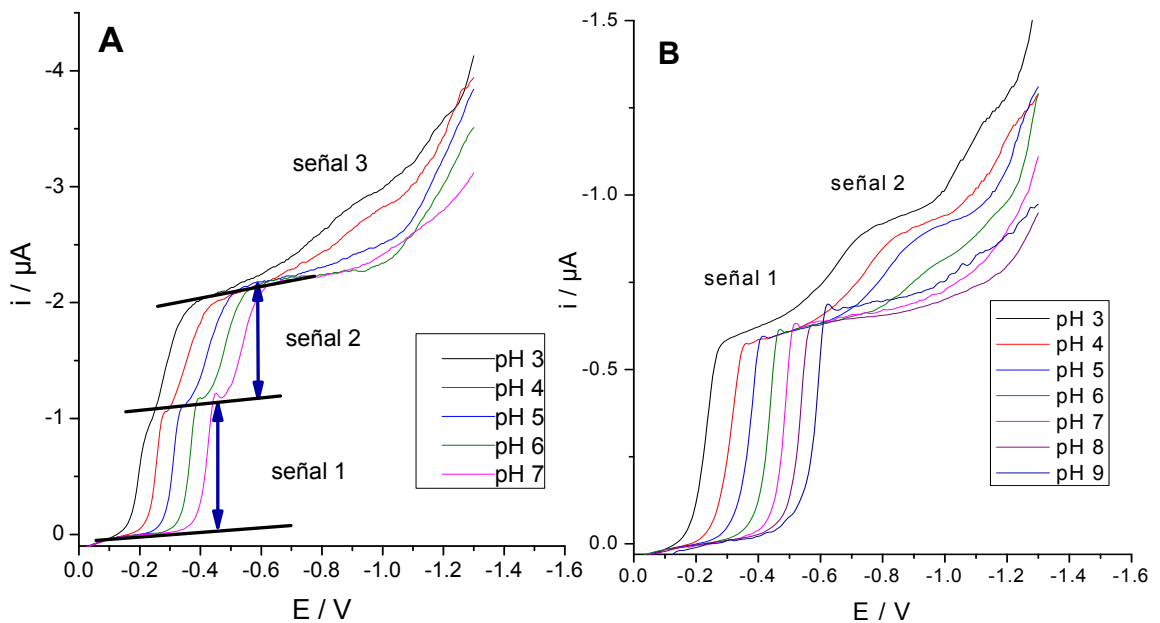 A
-4
-3
-2
-1
0
i / µA
señal 3
señal 2
señal 1
pH 3
pH 4
pH 5
pH 6
pH 7
0.0 -0.2 -0.4 -0.6 -0.8 -1.0 -1.2 -1.4 -1.6
E / V
B
-1.5
-1.0
-0.5
0.0
i / µA
señal 2
señal 1
pH 3
pH 4
pH 5
pH 6
pH 7
pH 8
pH 9
0.0 -0.2 -0.4 -0.6 -0.8 -1.0 -1.2 -1.4 -1.6
E / V